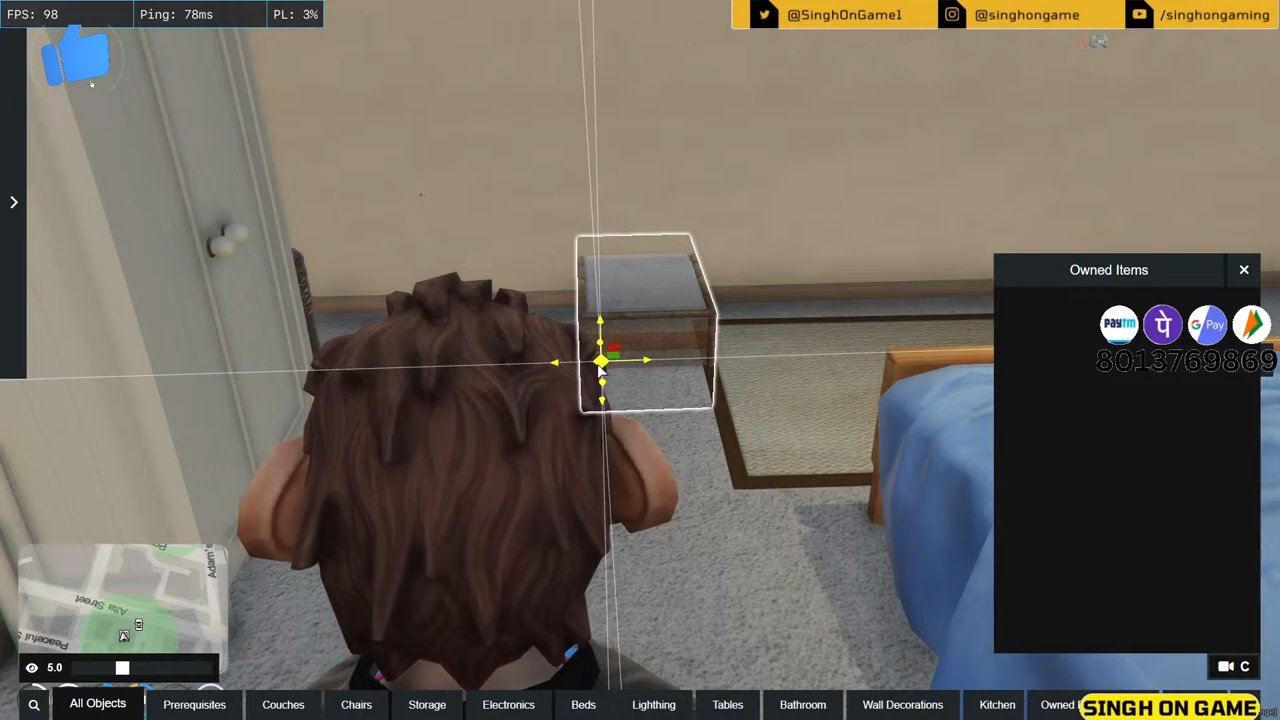 FPS: 98 Ping: 78ms PL: 3%
@SinghOnGame1 @singhongame /singhongaming
Owned Items
paytm पे G Pay
8013769869
Adam's
Alta Street
Peaceful
5.0
C
All Objects Prerequisites Couches Chairs Storage Electronics Beds Lighting Tables Bathroom Wall Decorations Kitchen Owned
SINGH ON GAME